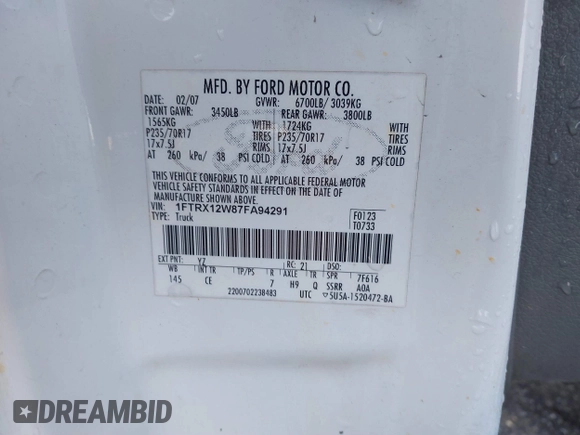 MFD. BY FORD MOTOR CO.
DATE: 02/07 GVWR: 6700LB/ 3039KG
FRONT GAWR: 3450LB REAR GAWR: 3800LB
1565KG WITH 1724KG WITH
P235/70R17 TIRES P235/70R17 TIRES
17x7.5J RIMS 17x7.5J RIMS
AT 260 kPa/ 38 PSI COLD AT 260 kPa/ 38 PSI COLD
THIS VEHICLE CONFORMS TO ALL APPLICABLE FEDERAL MOTOR
VEHICLE SAFETY STANDARDS IN EFFECT ON THE DATE OF
MANUFACTURE SHOWN ABOVE.
VIN: 1FTRX12W87FA94291 F0123
TYPE: Truck T0733
EXT PNT: YZ RC: 21 DSO:
WB INT TR TP/PS R AXLE TR SPR 7F616
145 CE 7 H9 Q SSRR A0A
2200702238483 UTC ▽5U5A-1520472-BA
DREAMBID